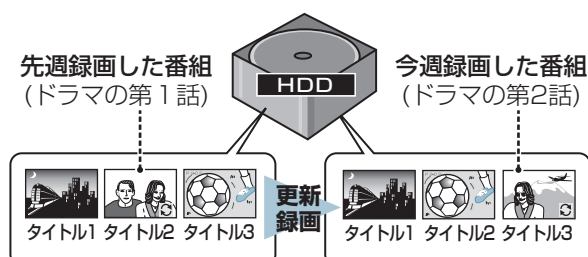 先週録画した番組
(ドラマの第1話)
HDD
今週録画した番組
(ドラマの第2話)
タイトル1 タイトル2 タイトル3
更新
録画
タイトル1 タイトル2 タイトル3